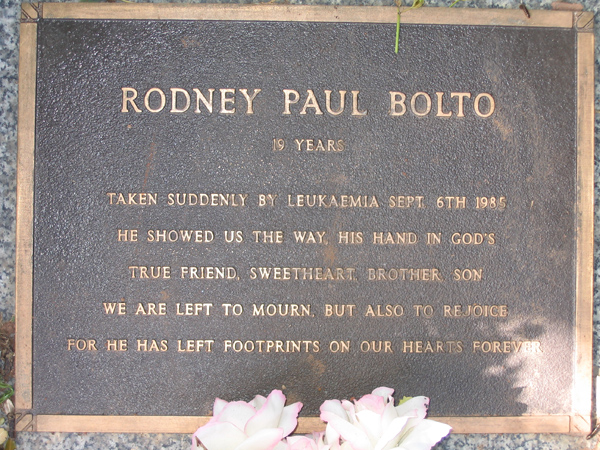 RODNEY PAUL BOLTO
19 YEARS
TAKEN SUDDENLY BY LEUKAEMIA SEPT. 6TH 1985
HE SHOWED US THE WAY, HIS HAND IN GOD'S
TRUE FRIEND, SWEETHEART, BROTHER, SON
WE ARE LEFT TO MOURN, BUT ALSO TO REJOICE
FOR HE HAS LEFT FOOTPRINTS ON OUR HEARTS FOREVER